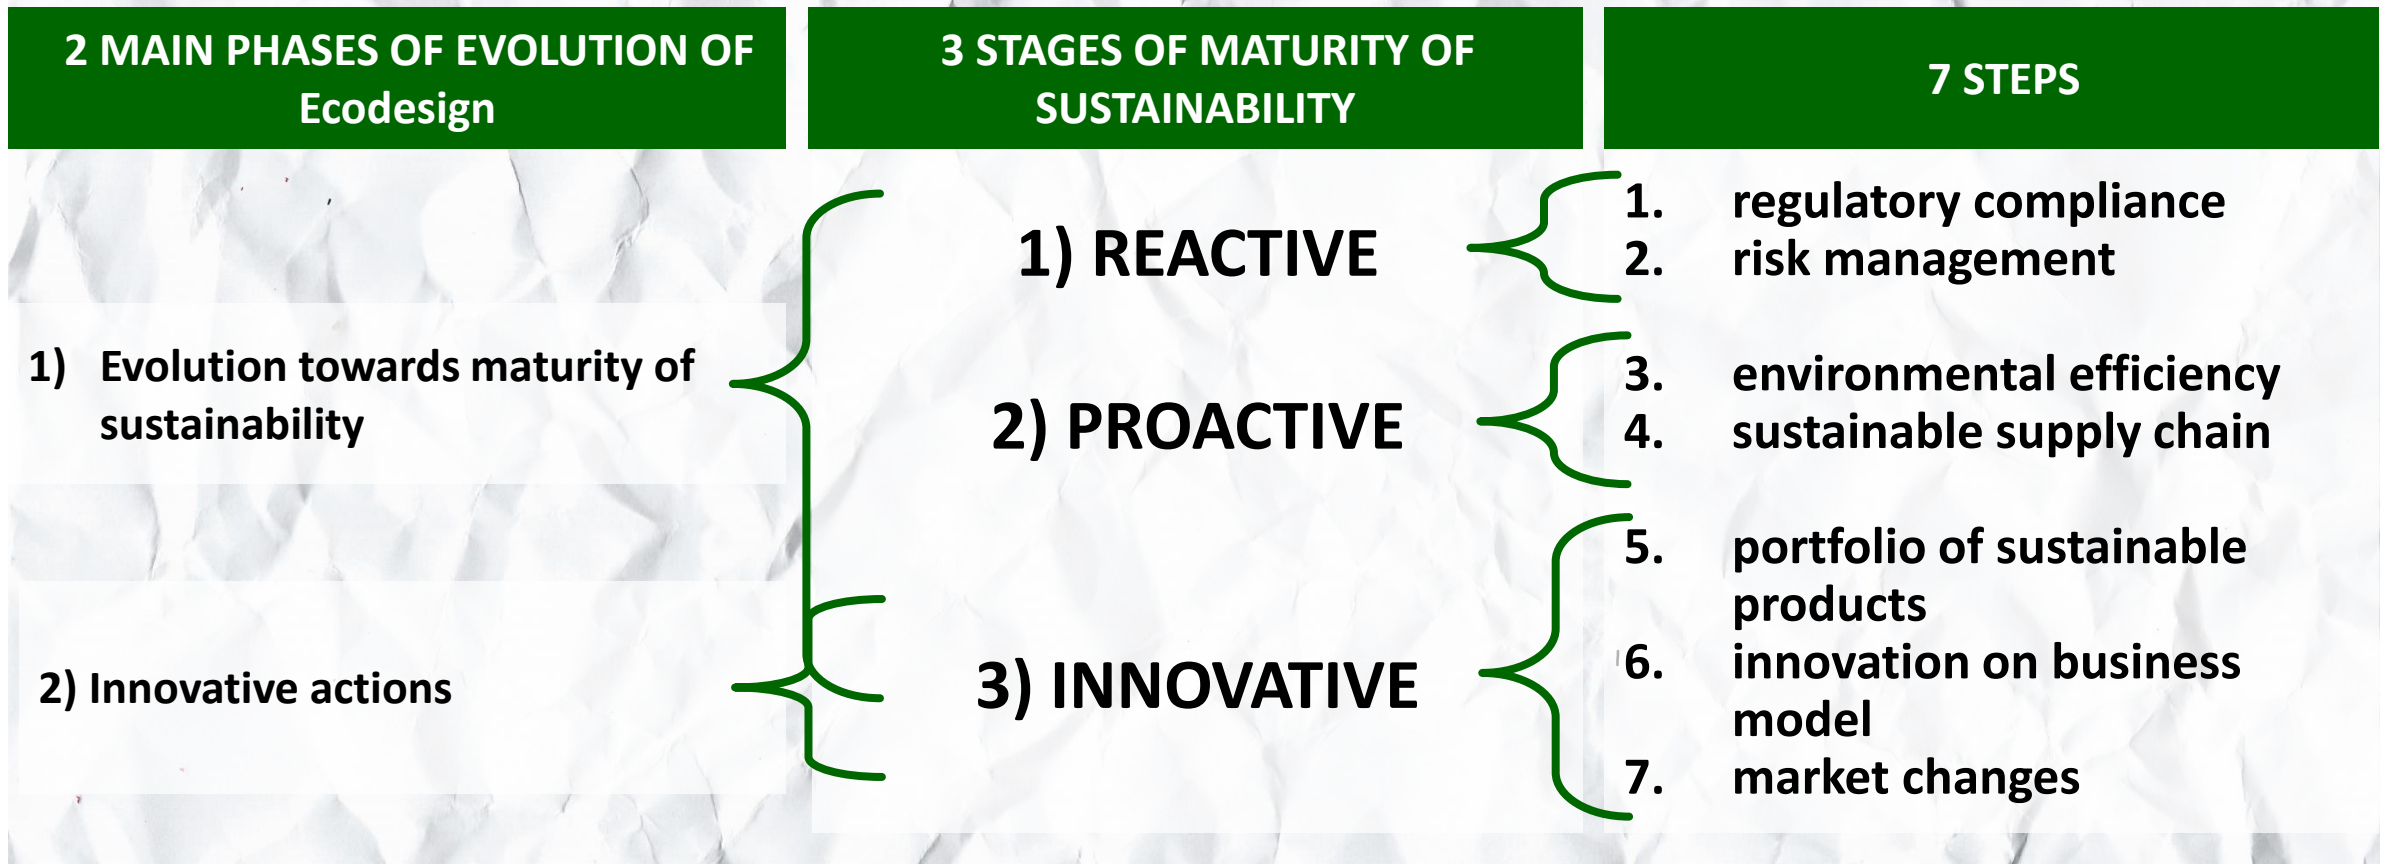 2 MAIN PHASES OF EVOLUTION OF
Ecodesign
3 STAGES OF MATURITY OF
SUSTAINABILITY
7 STEPS
1) Evolution towards maturity of
sustainability
2) Innovative actions
1) REACTIVE
2) PROACTIVE
3) INNOVATIVE
1. regulatory compliance
2. risk management
3. environmental efficiency
4. sustainable supply chain
5. portfolio of sustainable
products
6. innovation on business
model
7. market changes